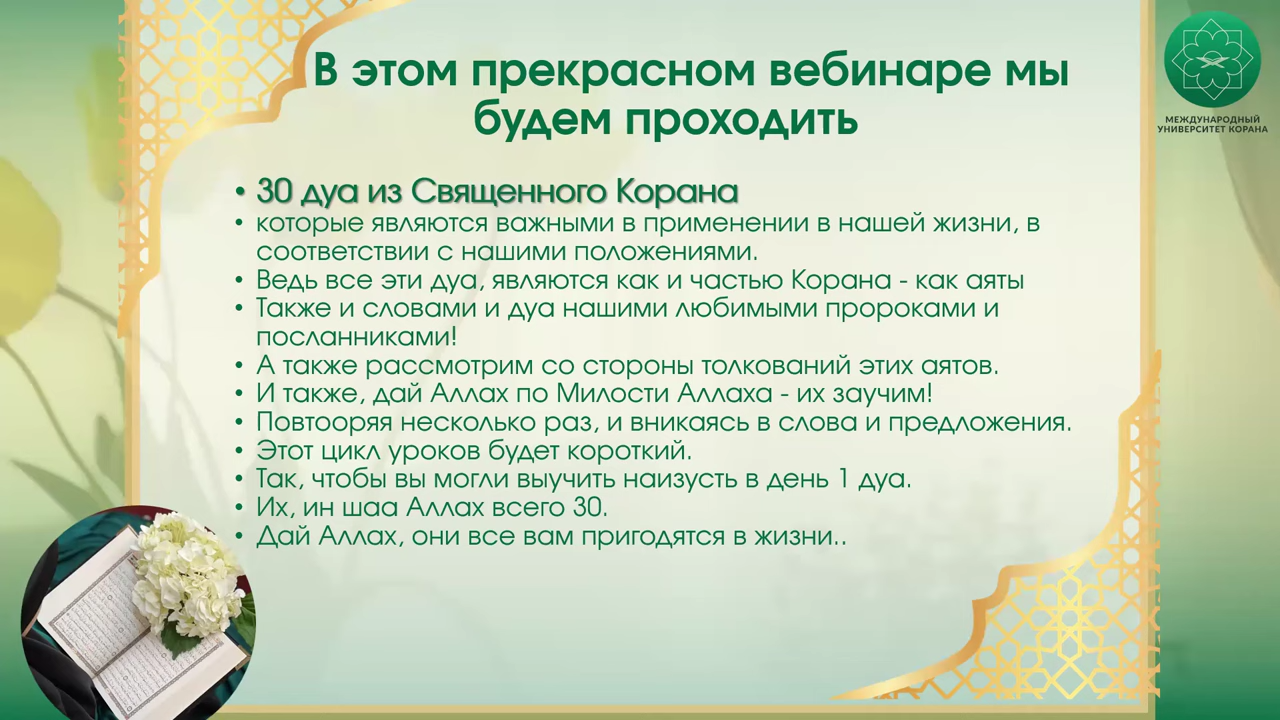 В этом прекрасном вебинаре мы
будем проходить
МЕЖДУНАРОДНЫЙ
УНИВЕРСИТЕТ КОРАНА
• 30 дуа из Священного Корана
• которые являются важными в применении в нашей жизни, в
соответствии с нашими положениями.
• Ведь все эти дуа, являются как и частью Корана - как аяты
• Также и словами и дуа нашими любимыми пророками и
посланниками!
• А также рассмотрим со стороны толкований этих аятов.
• И также, дай Аллах по Милости Аллаха - их заучим!
• Повтооряя несколько раз, и вникаясь в слова и предложения.
• Этот цикл уроков будет короткий.
• Так, чтобы вы могли выучить наизусть в день 1 дуа.
• Их, ин шаа Аллах всего 30.
• Дай Аллах, они все вам пригодятся в жизни..